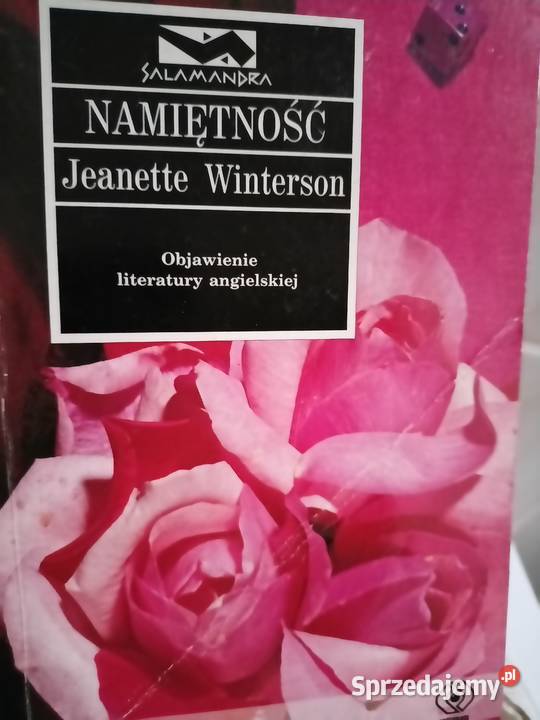 SALAMANDRA
NAMIĘTNOŚĆ
Jeanette Winterson
Objawienie
literatury angielskiej
Sprzedajemy.pl